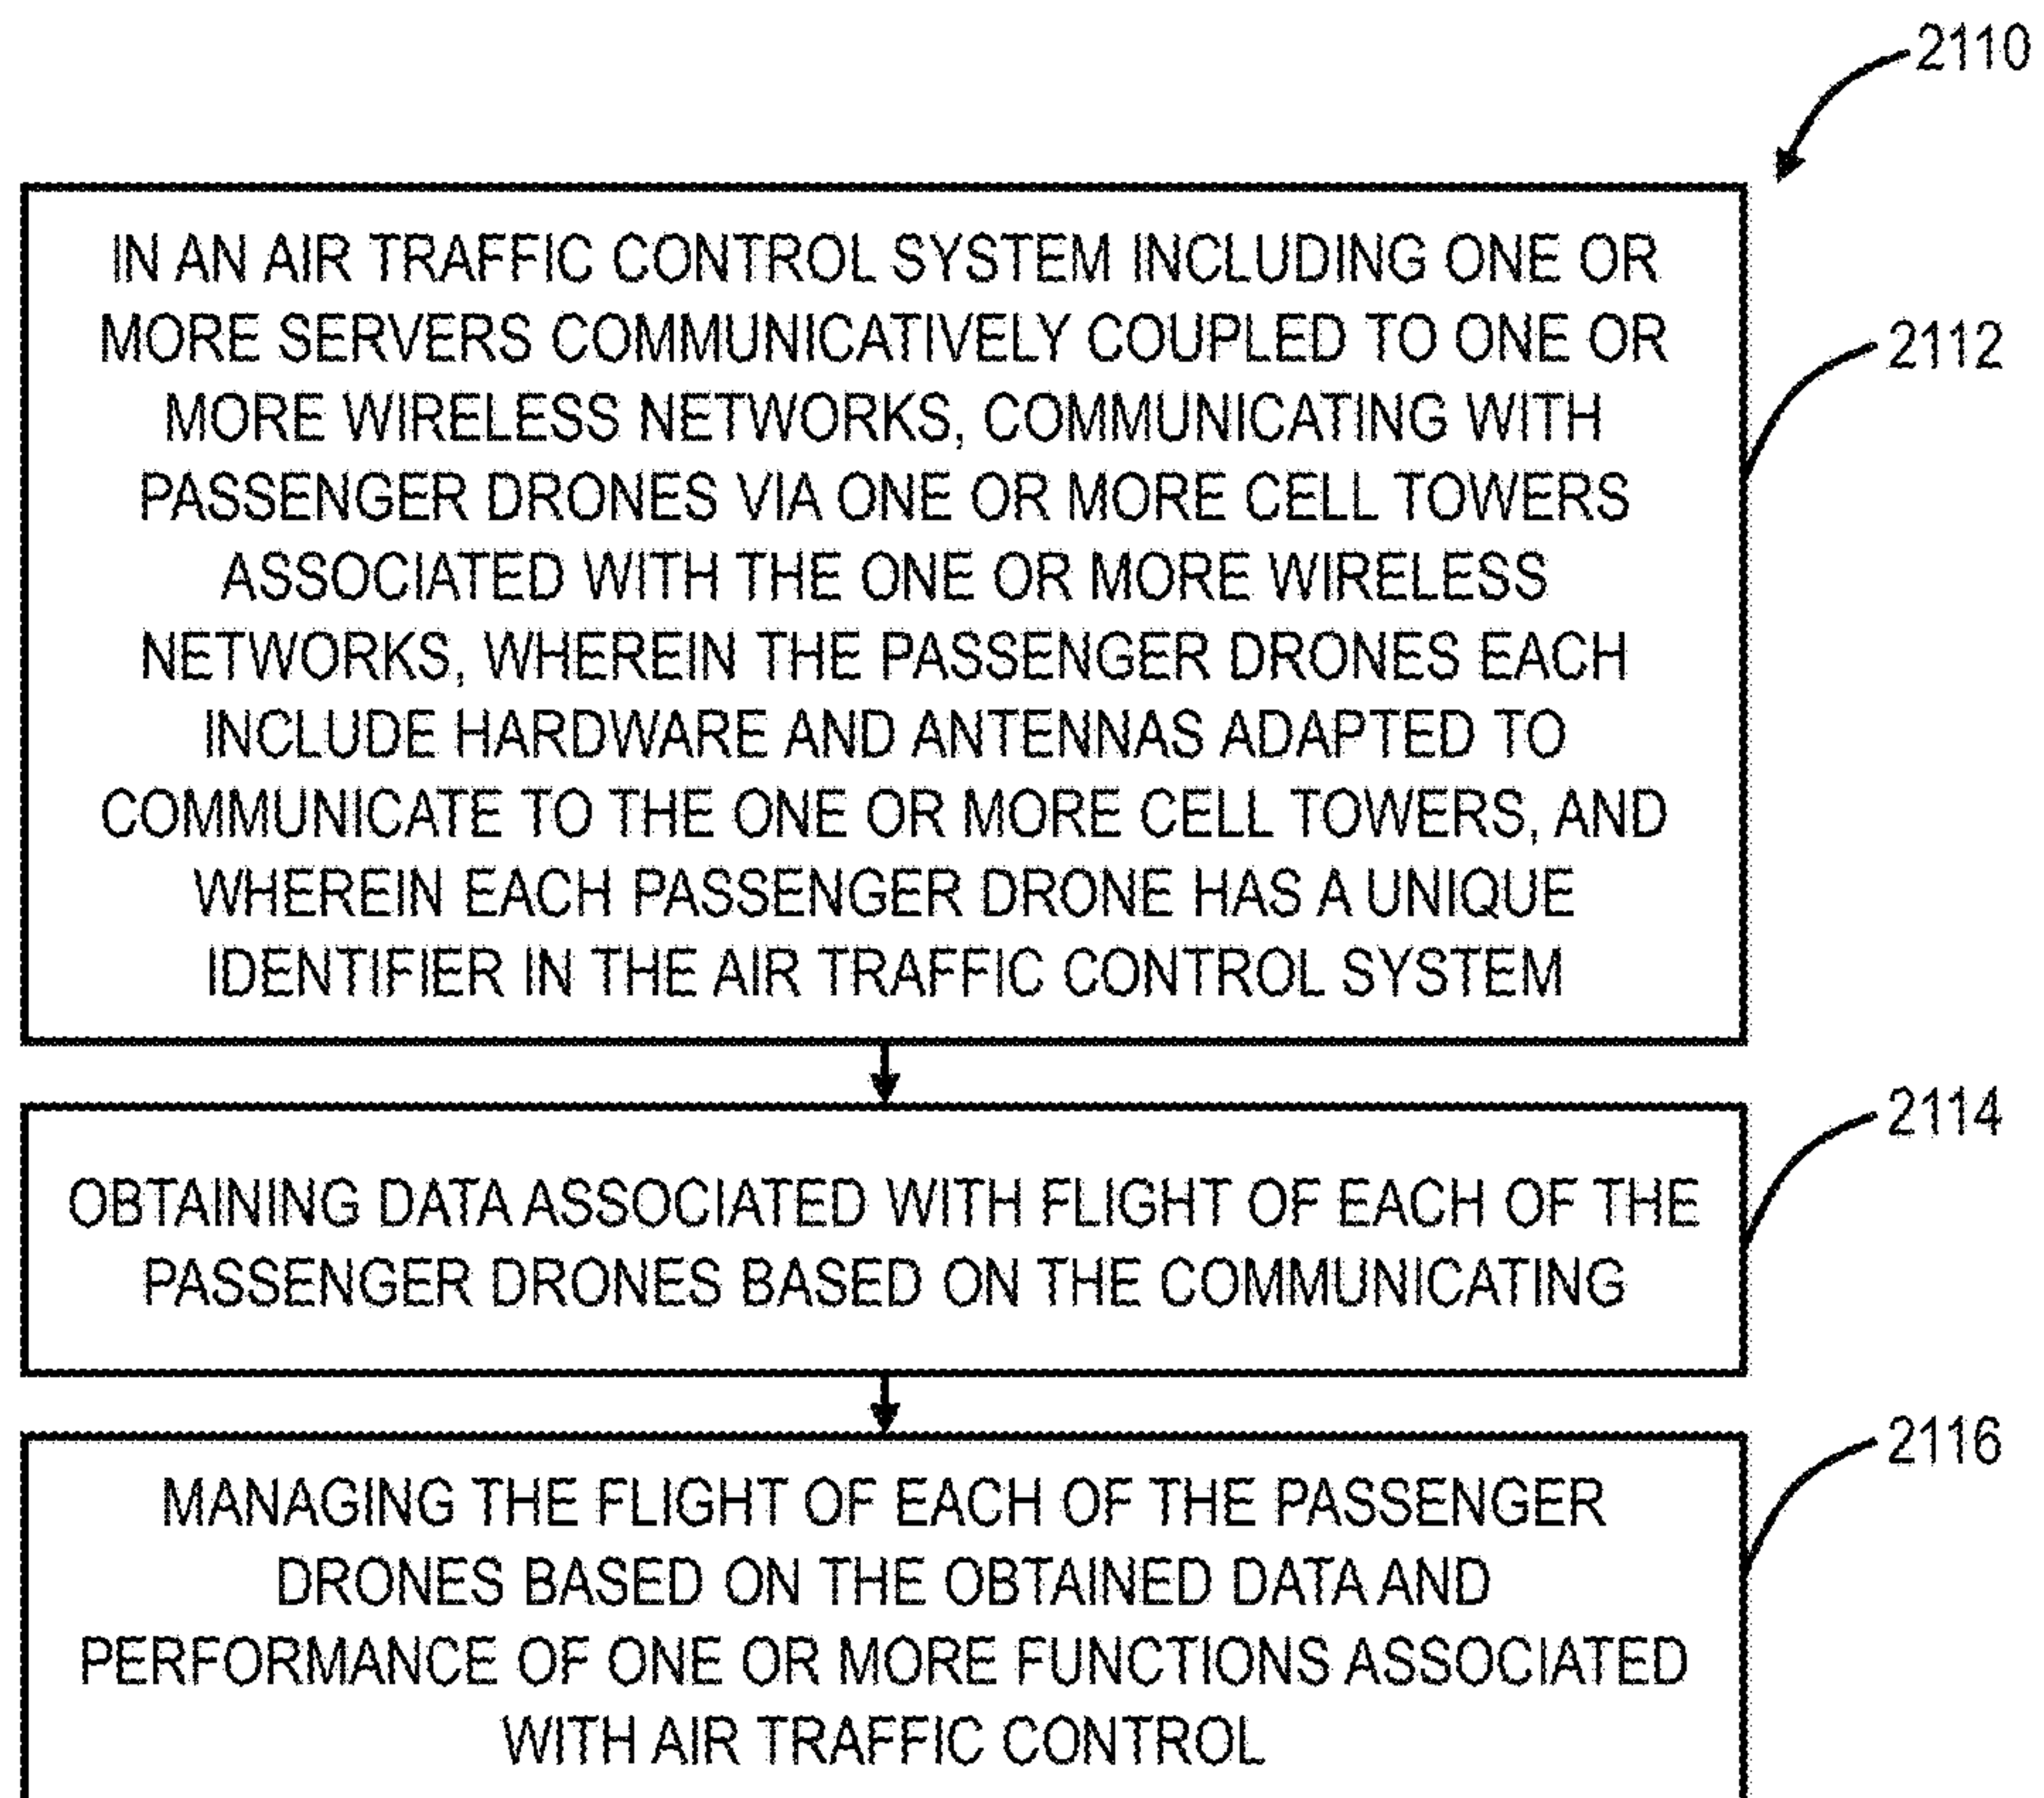 2110
IN AN AIR TRAFFIC CONTROL SYSTEM INCLUDING ONE OR
MORE SERVERS COMMUNICATIVELY COUPLED TO ONE OR
MORE WIRELESS NETWORKS, COMMUNICATING WITH
PASSENGER DRONES VIA ONE OR MORE CELL TOWERS
ASSOCIATED WITH THE ONE OR MORE WIRELESS
NETWORKS, WHEREIN THE PASSENGER DRONES EACH
INCLUDE HARDWARE AND ANTENNAS ADAPTED TO
COMMUNICATE TO THE ONE OR MORE CELL TOWERS, AND
WHEREIN EACH PASSENGER DRONE HAS A UNIQUE
IDENTIFIER IN THE AIR TRAFFIC CONTROL SYSTEM
2112
OBTAINING DATA ASSOCIATED WITH FLIGHT OF EACH OF THE
PASSENGER DRONES BASED ON THE COMMUNICATING
2114
MANAGING THE FLIGHT OF EACH OF THE PASSENGER
DRONES BASED ON THE OBTAINED DATA AND
PERFORMANCE OF ONE OR MORE FUNCTIONS ASSOCIATED
WITH AIR TRAFFIC CONTROL
2116